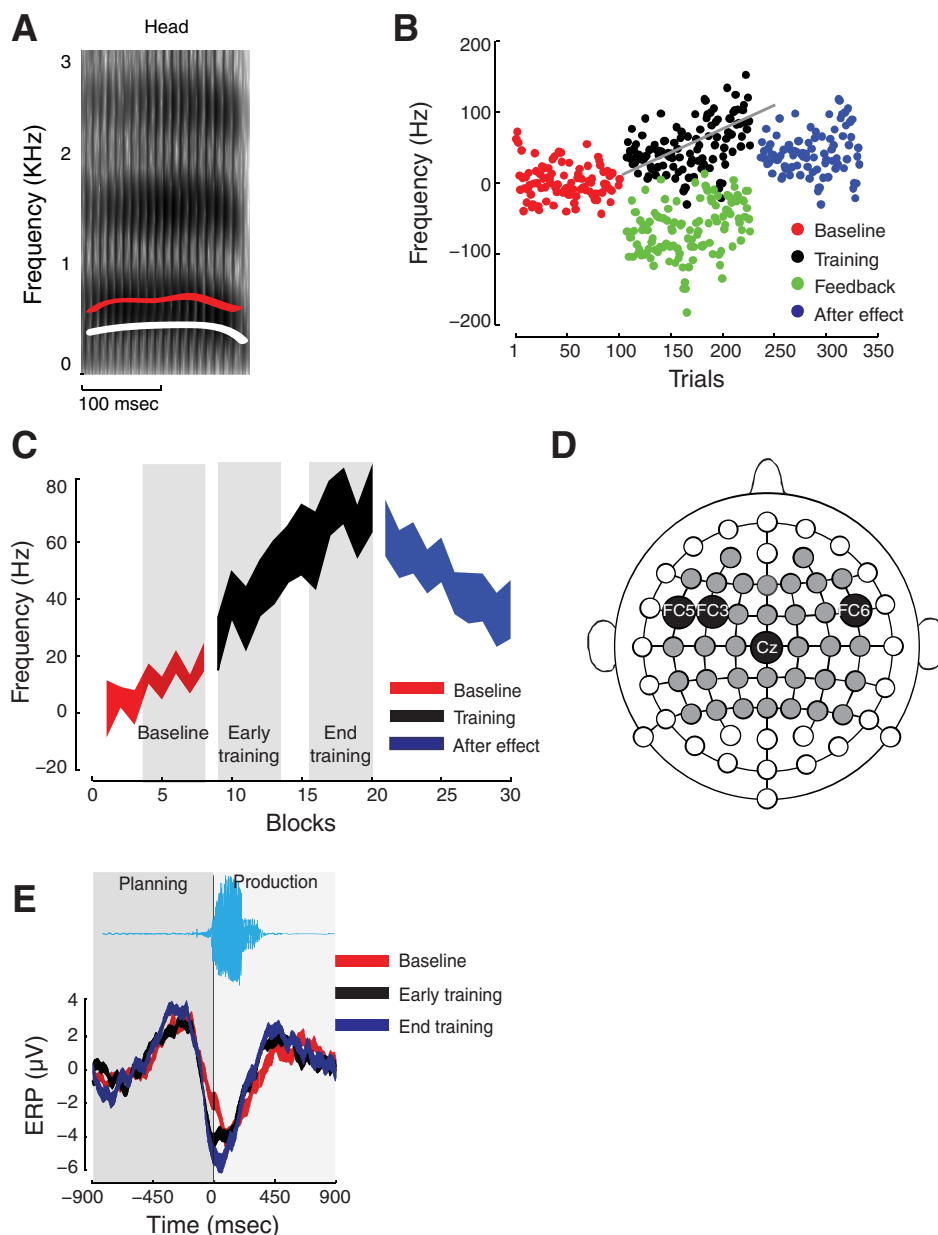 A
Head
Frequency (KHz)
3
2
1
0
100 msec
B
Frequency (Hz)
200
100
0
−100
−200
Baseline
Training
Feedback
After effect
1 50 100 150 200 250 300 350
Trials
C
Frequency (Hz)
80
60
40
20
0
−20
Baseline
Early
training
End
training
Baseline
Training
After effect
0 5 10 15 20 25 30
Blocks
D
FC5 FC3 FC6
Cz
E
Planning Production
Baseline
Early training
End training
ERP (µV)
4
2
0
−2
−4
−6
−900 −450 0 450 900
Time (msec)